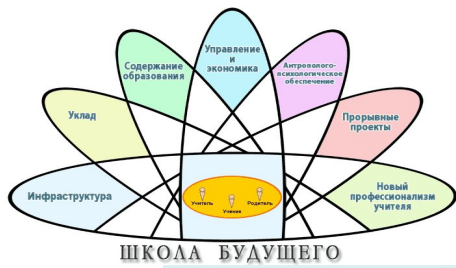 Управление
и
экономика
Содержание
образования
Антрополого-
психологическое
обеспечение
Уклад
Прорывные
проекты
Инфраструктура
Новый
профессионализм
учителя
Учитель
Ученик
Родитель
ШКОЛА БУДУЩЕГО